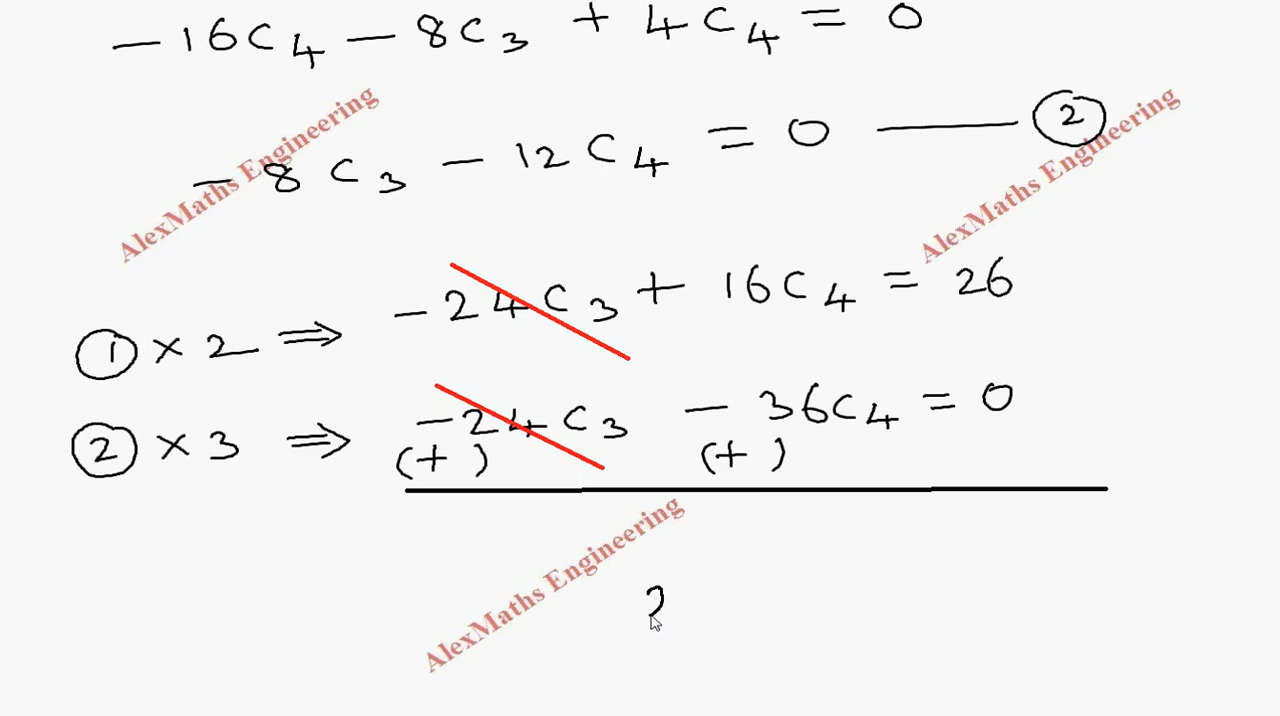 − 16C4 − 8C3 + 4C4 = 0
− 8C3 − 12C4 = 0 —— ②
① × 2 ⇒ − 24C3 + 16C4 = 26
② × 3 ⇒ − 24C3 − 36C4 = 0
(+) (+)
AlexMaths Engineering
AlexMaths Engineering
AlexMaths Engineering